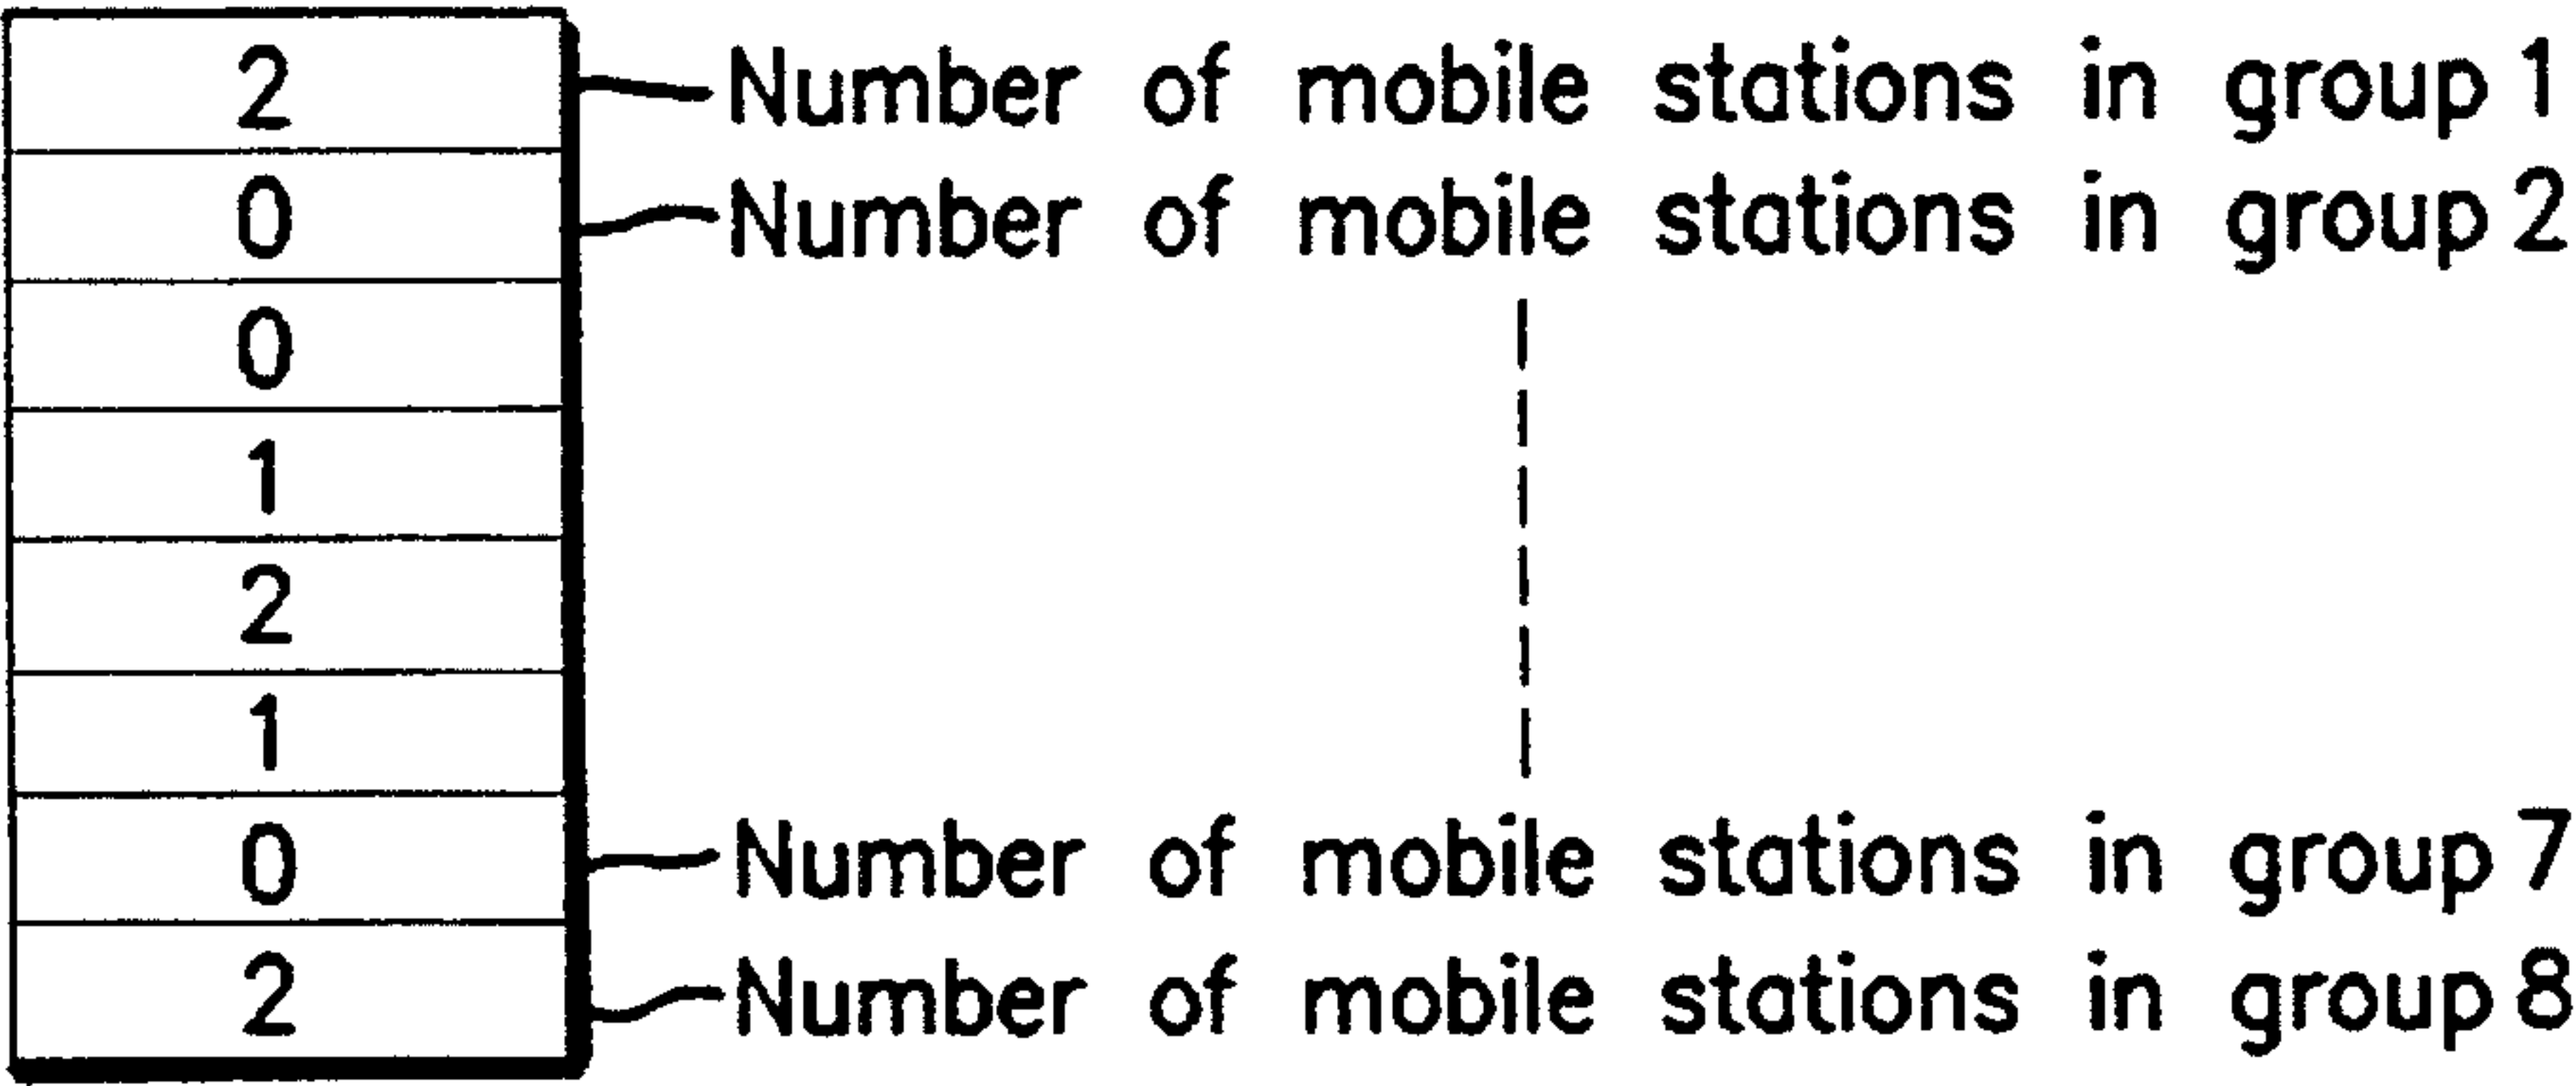 2 Number of mobile stations in group 1
0 Number of mobile stations in group 2
0
1
2
1
0 Number of mobile stations in group 7
2 Number of mobile stations in group 8